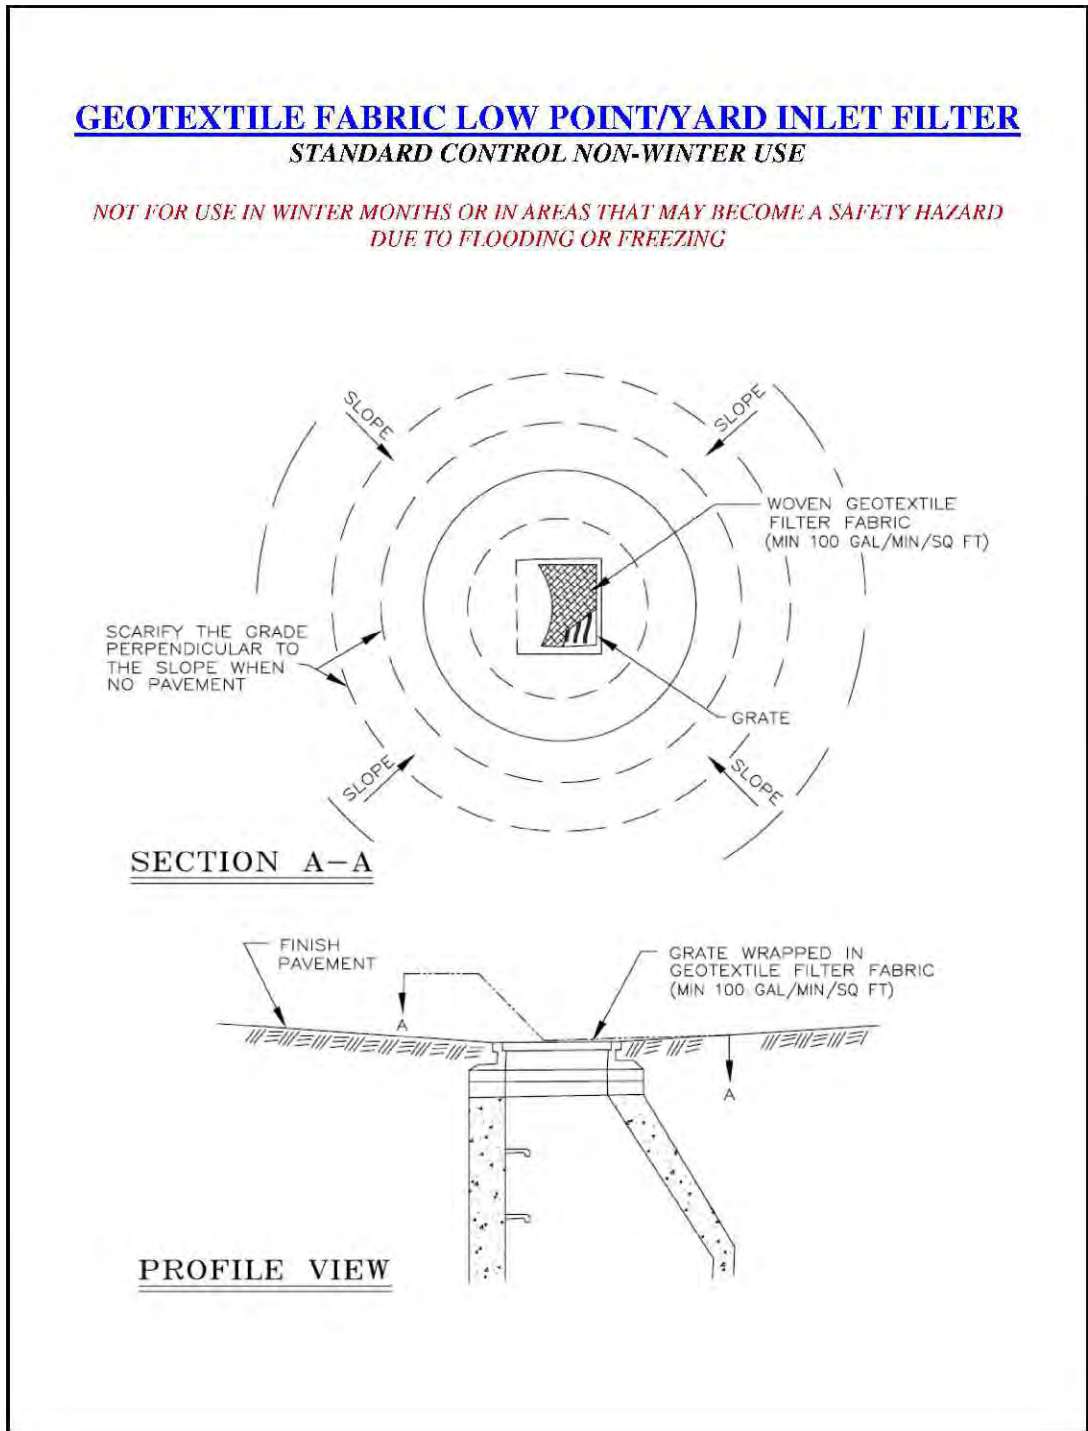 GEOTEXTILE FABRIC LOW POINT/YARD INLET FILTER
STANDARD CONTROL NON-WINTER USE
NOT FOR USE IN WINTER MONTHS OR IN AREAS THAT MAY BECOME A SAFETY HAZARD
DUE TO FLOODING OR FREEZING
SLOPE
SLOPE
WOVEN GEOTEXTILE
FILTER FABRIC
(MIN 100 GAL/MIN/SQ FT)
SCARIFY THE GRADE
PERPENDICULAR TO
THE SLOPE WHEN
NO PAVEMENT
GRATE
SLOPE
SLOPE
SECTION A-A
FINISH
PAVEMENT
GRATE WRAPPED IN
GEOTEXTILE FILTER FABRIC
(MIN 100 GAL/MIN/SQ FT)
A
A
PROFILE VIEW